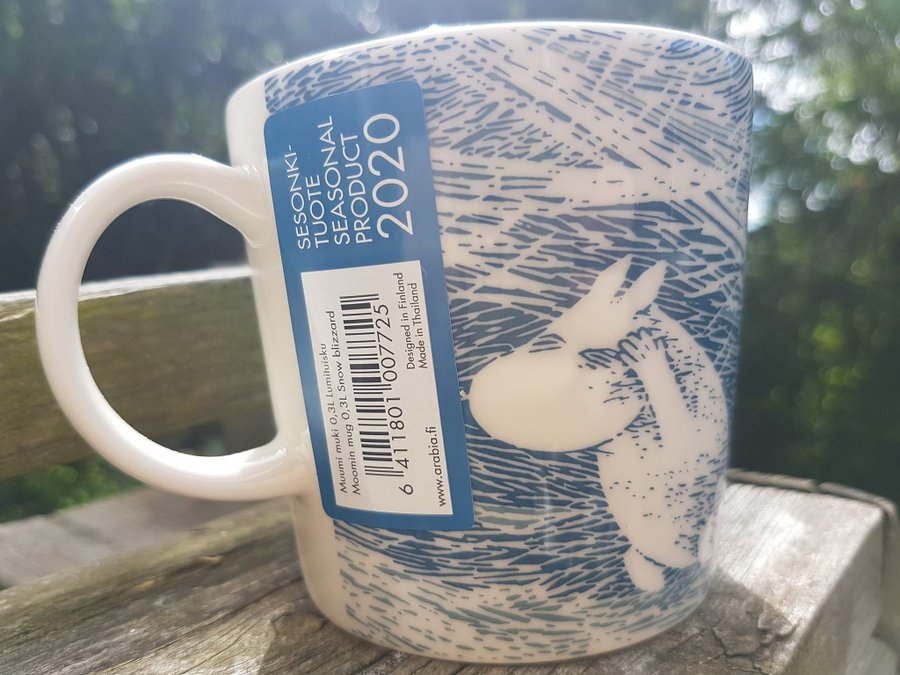 SESONKI-
TUOTE
SEASONAL
PRODUCT
2020
Muumi muki 0,3L Lumituisku
Moomin mug 0,3L Snow blizzard
6 411801 007725
Designed in Finland
Made in Thailand
www.arabia.fi